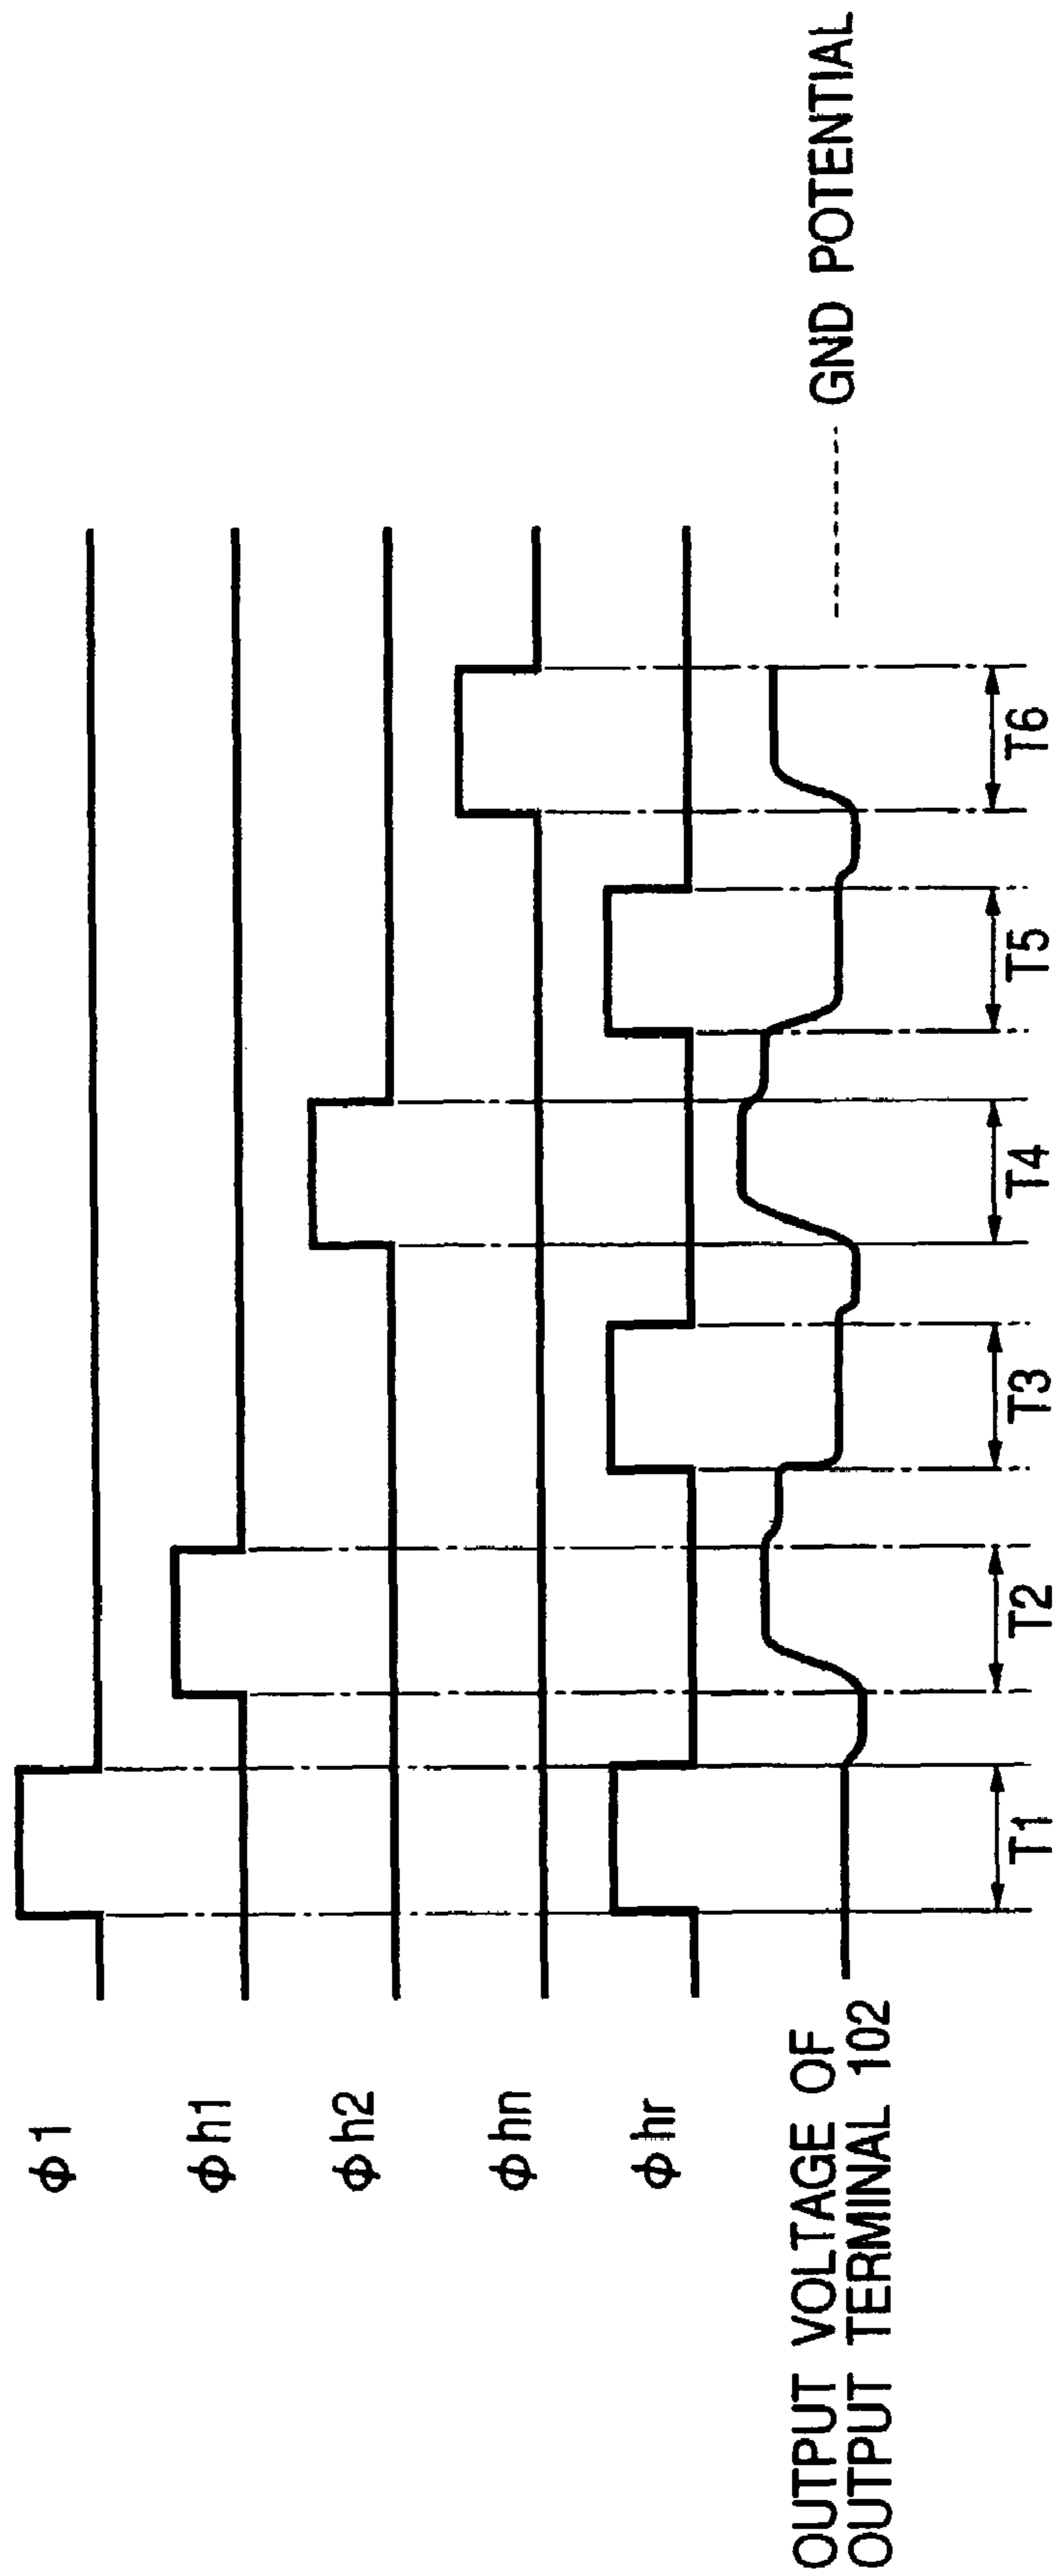 φ1
φh1
φh2
φhn
φhr
OUTPUT VOLTAGE OF
OUTPUT TERMINAL 102
GND POTENTIAL
T1
T2
T3
T4
T5
T6